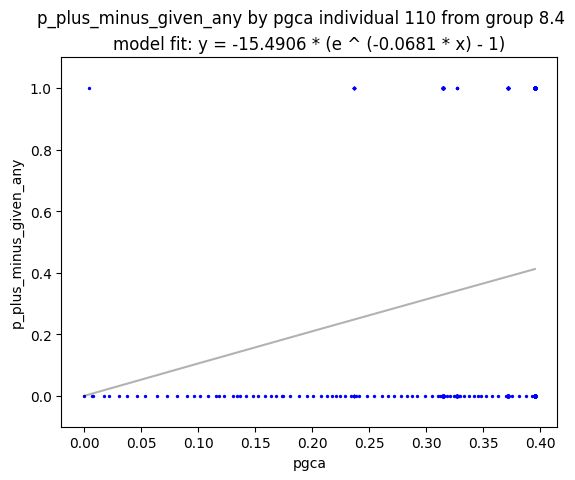 p_plus_minus_given_any by pgca individual 110 from group 8.4
model fit: y = -15.4906 * (e ^ (-0.0681 * x) - 1)
1.0
0.8
0.6
0.4
0.2
0.0
p_plus_minus_given_any
0.00 0.05 0.10 0.15 0.20 0.25 0.30 0.35 0.40
pgca